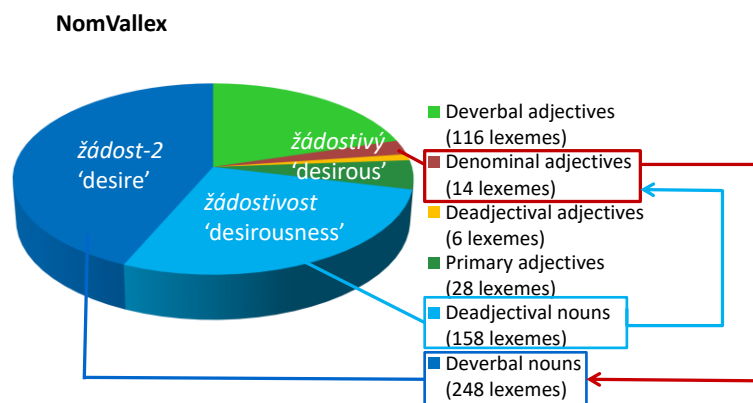 NomVallex
žádost-2
'desire'
žádostivý
'desirous'
žádostivost
'desirousness'
Deverbal adjectives
(116 lexemes)
Denominal adjectives
(14 lexemes)
Deadjectival adjectives
(6 lexemes)
Primary adjectives
(28 lexemes)
Deadjectival nouns
(158 lexemes)
Deverbal nouns
(248 lexemes)